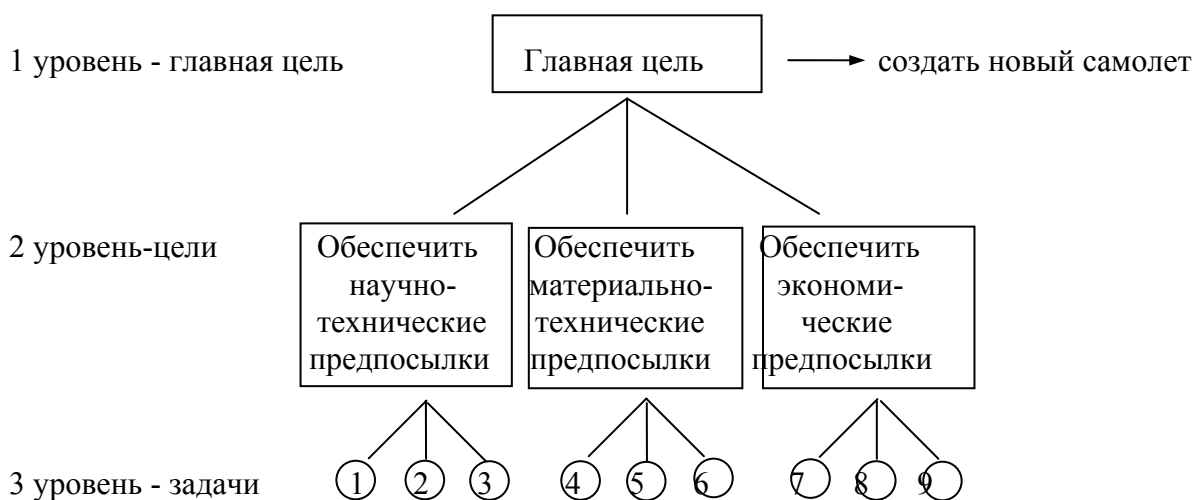 1 уровень - главная цель
Главная цель
создать новый самолет
2 уровень-цели
Обеспечить
научно-
технические
предпосылки
Обеспечить
материально-
технические
предпосылки
Обеспечить
экономи-
ческие
предпосылки
3 уровень - задачи
1 2 3 4 5 6 7 8 9